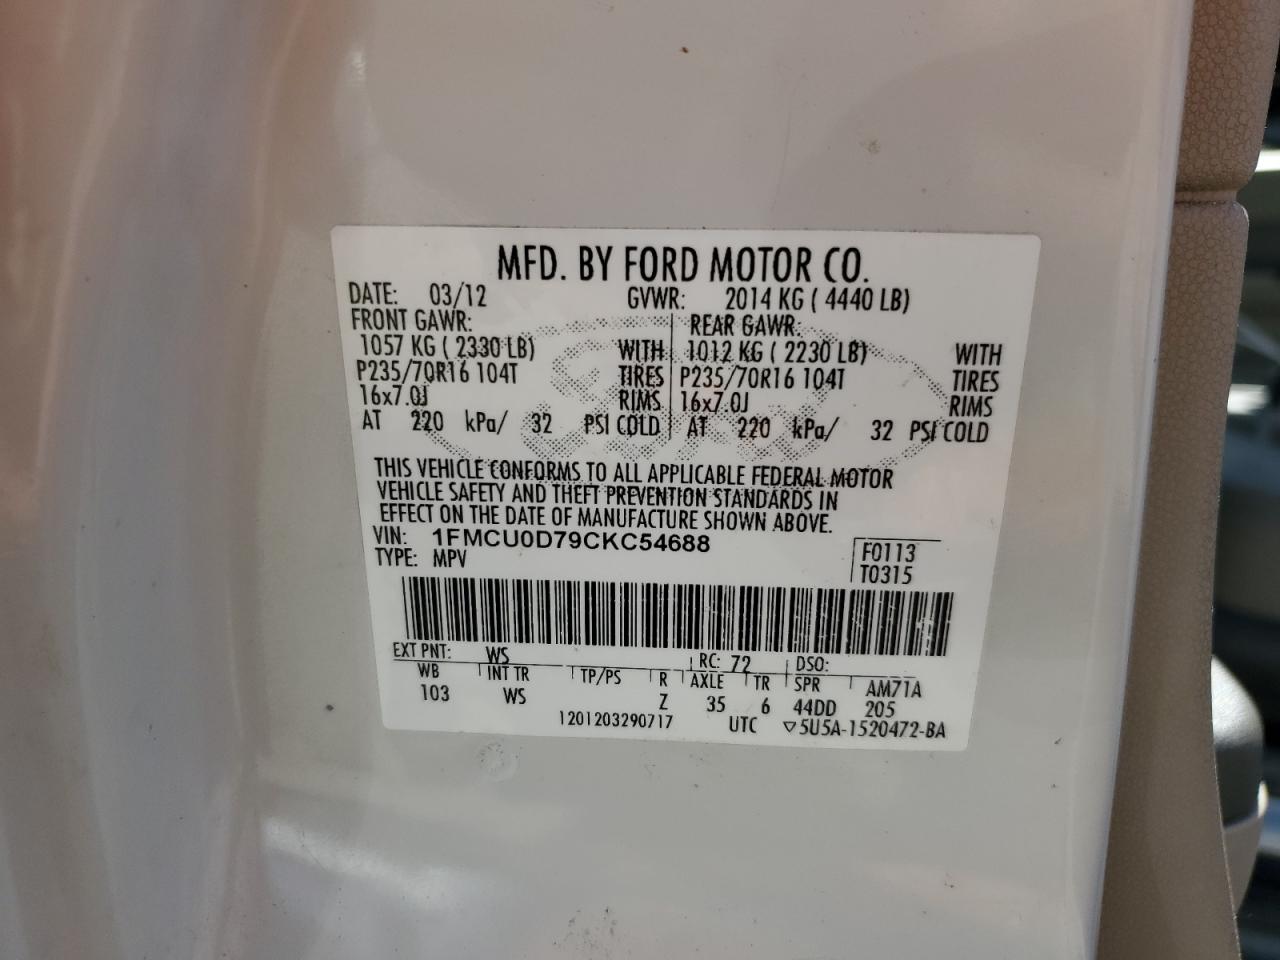 MFD. BY FORD MOTOR CO.
DATE: 03/12 GVWR: 2014 KG ( 4440 LB)
FRONT GAWR: REAR GAWR:
1057 KG ( 2330 LB) WITH 1012 KG ( 2230 LB) WITH
P235/70R16 104T TIRES P235/70R16 104T TIRES
16x7.0J RIMS 16x7.0J RIMS
AT 220 kPa/ 32 PSI COLD AT 220 kPa/ 32 PSI COLD
THIS VEHICLE CONFORMS TO ALL APPLICABLE FEDERAL MOTOR
VEHICLE SAFETY AND THEFT PREVENTION STANDARDS IN
EFFECT ON THE DATE OF MANUFACTURE SHOWN ABOVE.
VIN: 1FMCU0D79CKC54688 F0113
TYPE: MPV T0315
EXT PNT: WS RC: 72 DSO:
WB INT TR TP/PS R AXLE TR SPR AM71A
103 WS Z 35 6 44DD 205
1201203290717 UTC ▽5U5A-1520472-BA